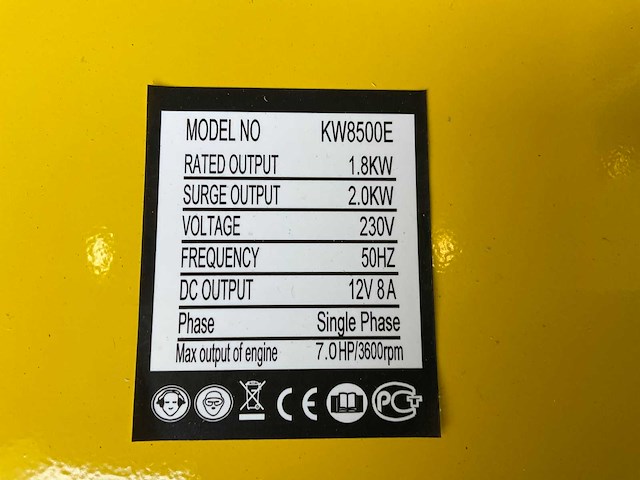 MODEL NO KW8500E
RATED OUTPUT 1.8KW
SURGE OUTPUT 2.0KW
VOLTAGE 230V
FREQUENCY 50HZ
DC OUTPUT 12V 8A
Phase Single Phase
Max output of engine 7.0HP/3600rpm
CE PCT